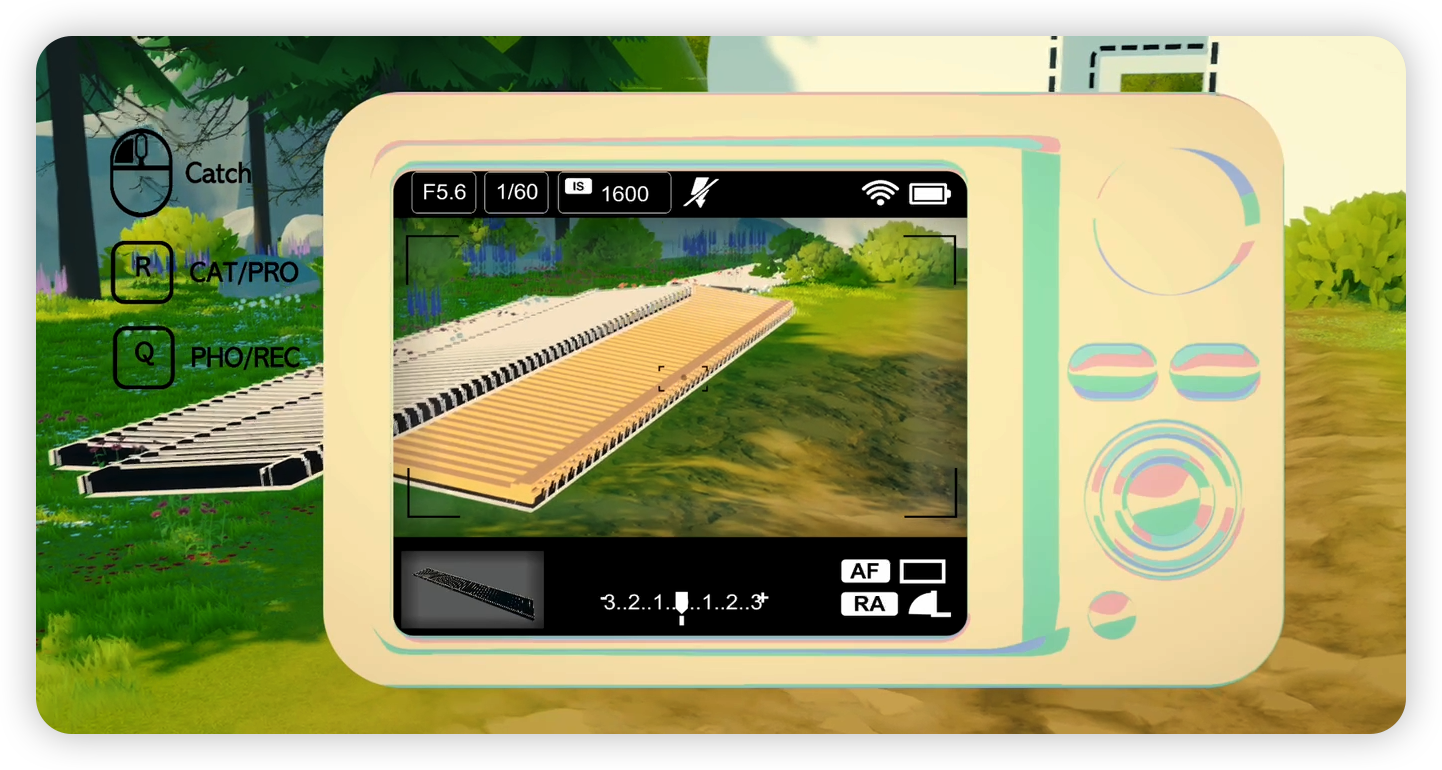 Catch
R CAT/PRO
Q PHO/REC
F5.6 1/60 IS 1600
-3..2..1....1..2..3+
AF
RA